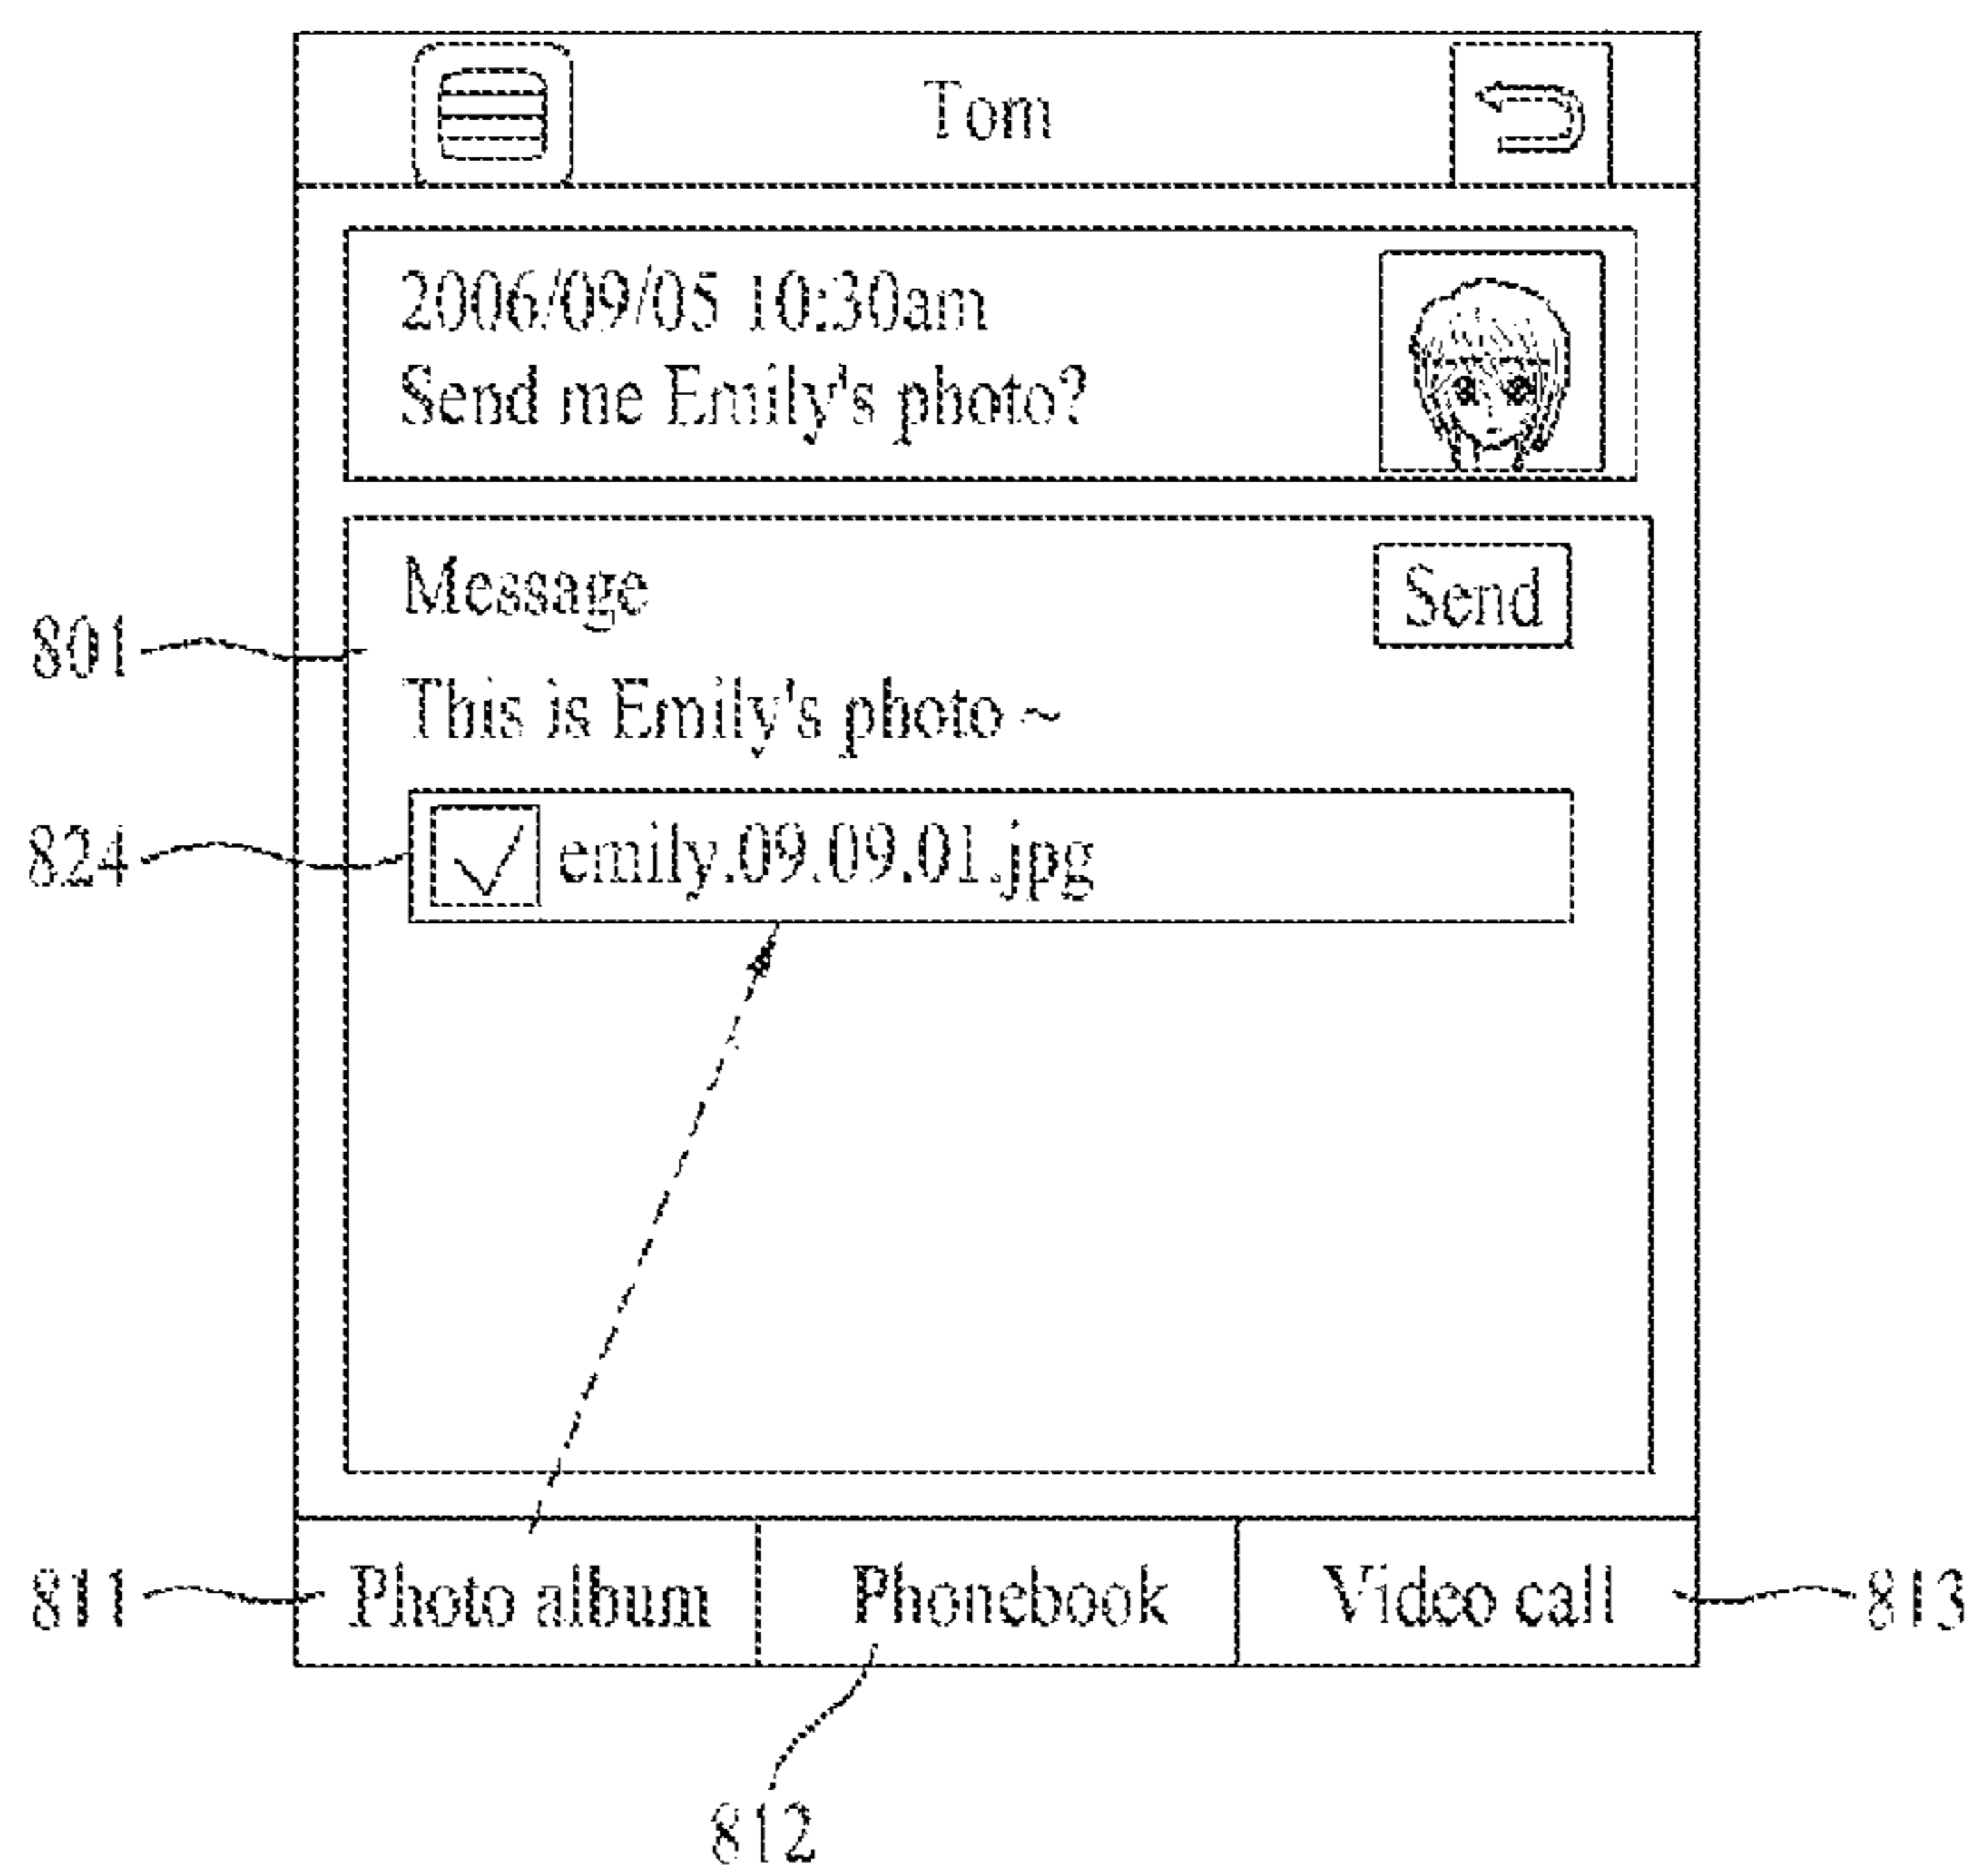 Tom
2006/09/05 10:30am
Send me Emily's photo?
Message
Send
801
This is Emily's photo ~
824
emily.09.09.01.jpg
811
Photo album
Phonebook
Video call
813
812